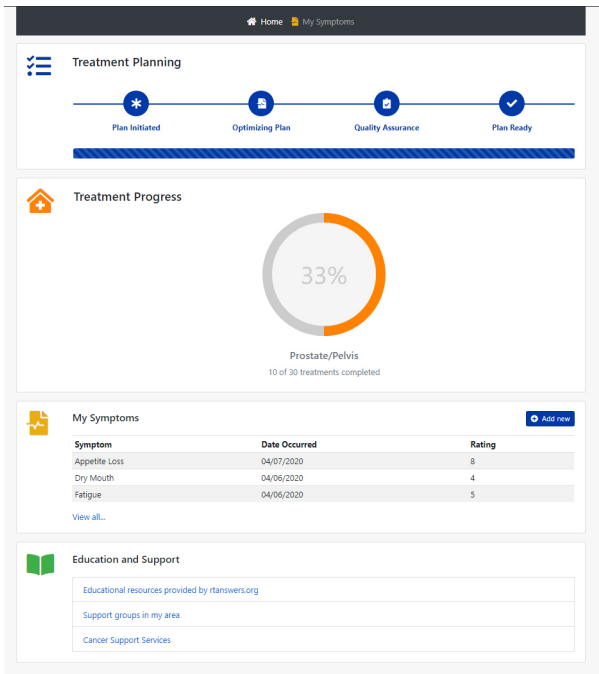 Home My Symptoms
Treatment Planning
Plan Initiated Optimizing Plan Quality Assurance Plan Ready
Treatment Progress
33%
Prostate/Pelvis
10 of 30 treatments completed
My Symptoms Add new
Symptom Date Occurred Rating
Appetite Loss 04/07/2020 8
Dry Mouth 04/06/2020 4
Fatigue 04/06/2020 5
View all...
Education and Support
Educational resources provided by rtanswers.org
Support groups in my area
Cancer Support Services